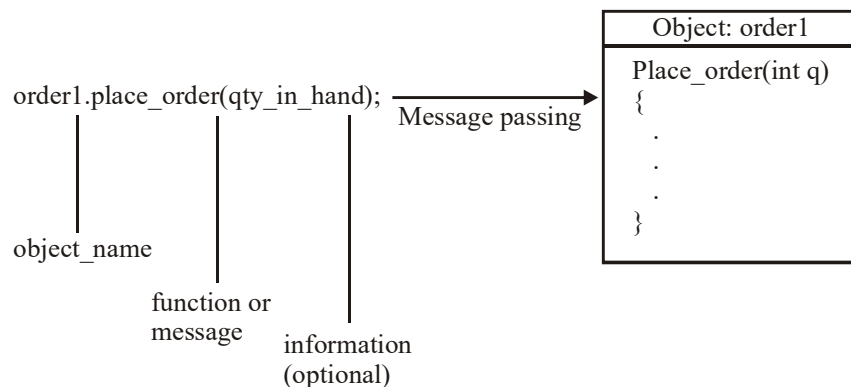 Object: order1
order1.place_order(qty_in_hand);
Message passing
Place_order(int q)
{
.
.
.
}
object_name
function or
message
information
(optional)